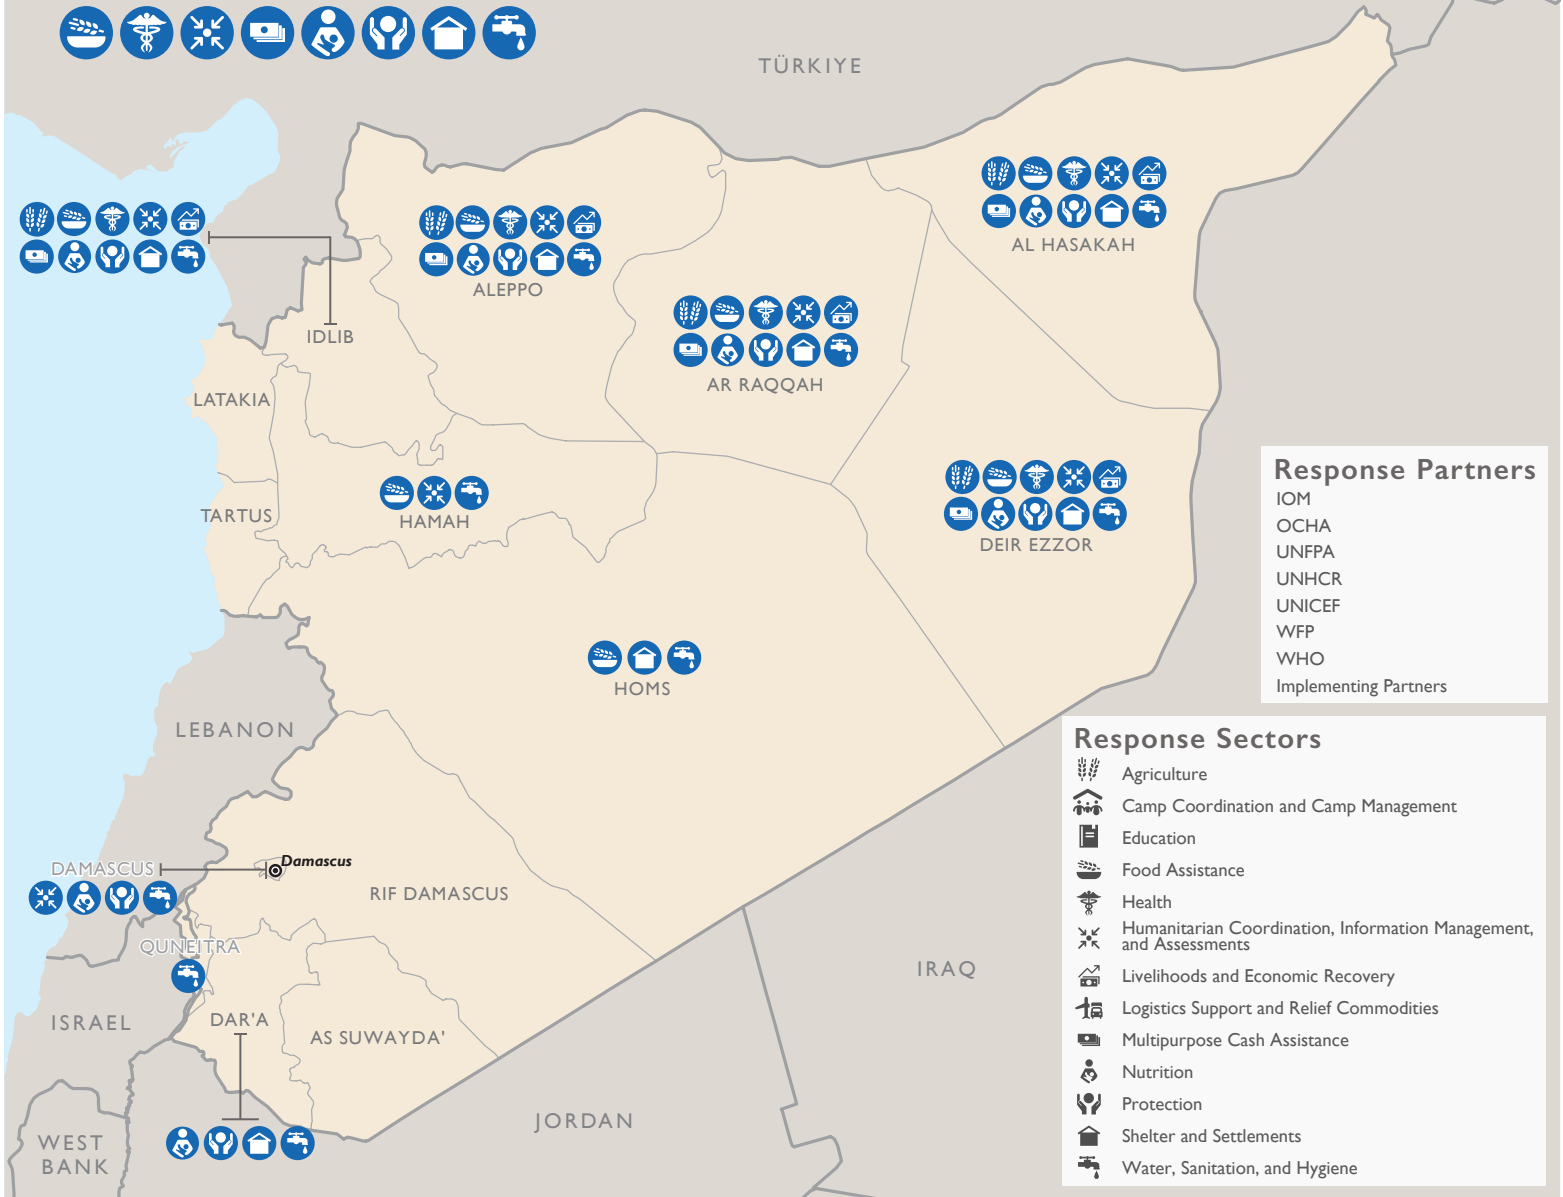 TÜRKIYE
AL HASAKAH
ALEPPO
IDLIB
AR RAQQAH
LATAKIA
TARTUS
HAMAH
DEIR EZZOR
HOMS
LEBANON
DAMASCUS
Damascus
RIF DAMASCUS
QUNEITRA
IRAQ
ISRAEL
DAR'A
AS SUWAYDA'
JORDAN
WEST
BANK
Response Partners
IOM
OCHA
UNFPA
UNHCR
UNICEF
WFP
WHO
Implementing Partners
Response Sectors
Agriculture
Camp Coordination and Camp Management
Education
Food Assistance
Health
Humanitarian Coordination, Information Management,
and Assessments
Livelihoods and Economic Recovery
Logistics Support and Relief Commodities
Multipurpose Cash Assistance
Nutrition
Protection
Shelter and Settlements
Water, Sanitation, and Hygiene